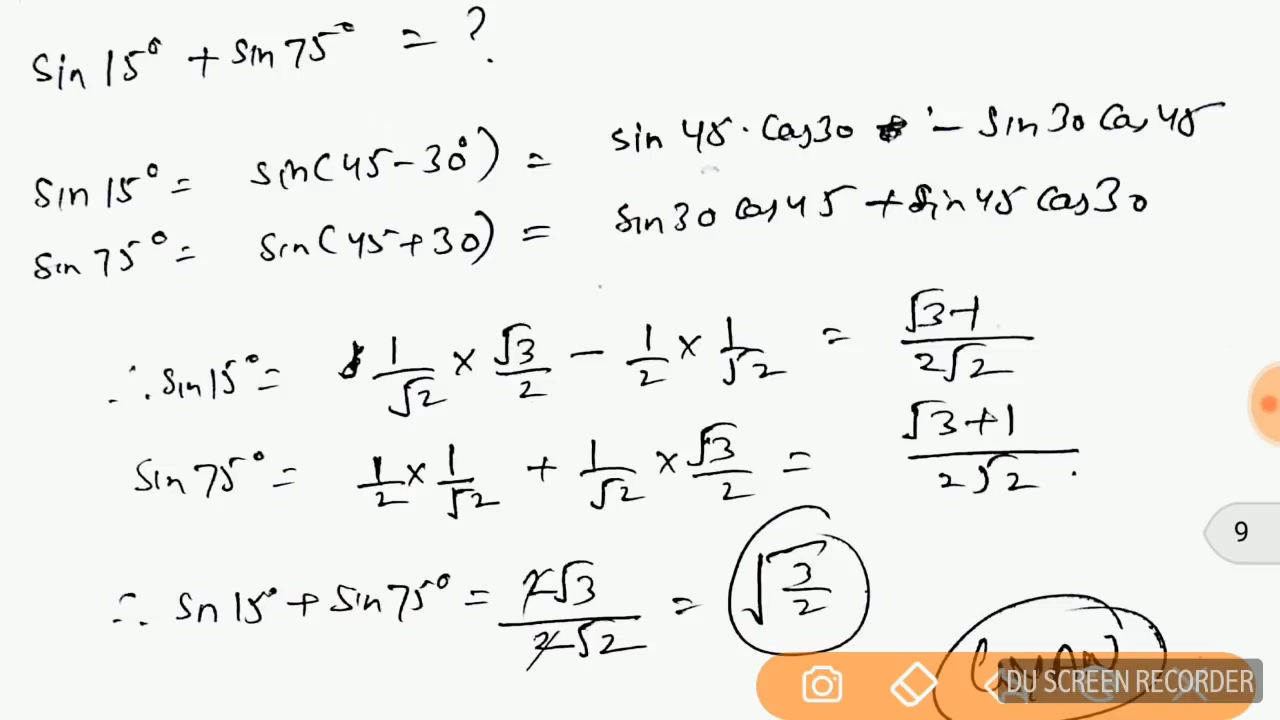 sin 15° + sin 75° = ?
sin 15° = sin(45 - 30°) = sin 45 · cos 30 - sin 30 cos 45
sin 75° = sin(45 + 30) = sin 30 cos 45 + sin 45 cos 30
∴ sin 15° = 1/√2 × √3/2 - 1/2 × 1/√2 = √3-1/2√2
sin 75° = 1/2 × 1/√2 + 1/√2 × √3/2 = √3+1/2√2
9
∴ sn 15° + sin 75° = 2√3/2√2 = √3/2
DU SCREEN RECORDER